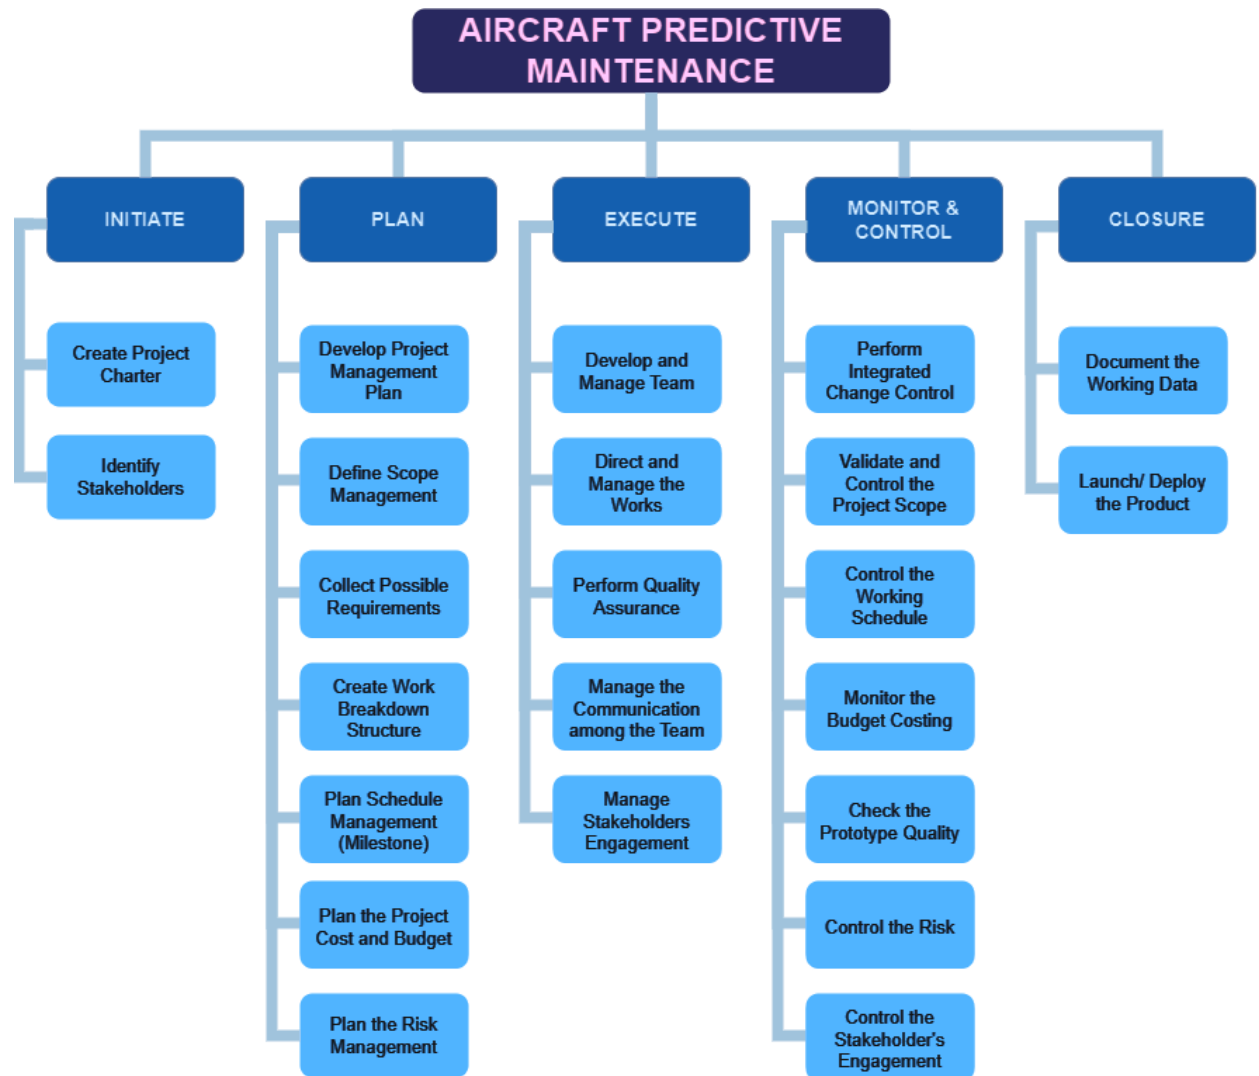 AIRCRAFT PREDICTIVE
MAINTENANCE
INITIATE
Create Project
Charter
Identify
Stakeholders
PLAN
Develop Project
Management
Plan
Define Scope
Management
Collect Possible
Requirements
Create Work
Breakdown
Structure
Plan Schedule
Management
(Milestone)
Plan the Project
Cost and Budget
Plan the Risk
Management
EXECUTE
Develop and
Manage Team
Direct and
Manage the
Works
Perform Quality
Assurance
Manage the
Communication
among the Team
Manage
Stakeholders
Engagement
MONITOR &
CONTROL
Perform
Integrated
Change Control
Validate and
Control the
Project Scope
Control the
Working
Schedule
Monitor the
Budget Costing
Check the
Prototype Quality
Control the Risk
Control the
Stakeholder's
Engagement
CLOSURE
Document the
Working Data
Launch/ Deploy
the Product